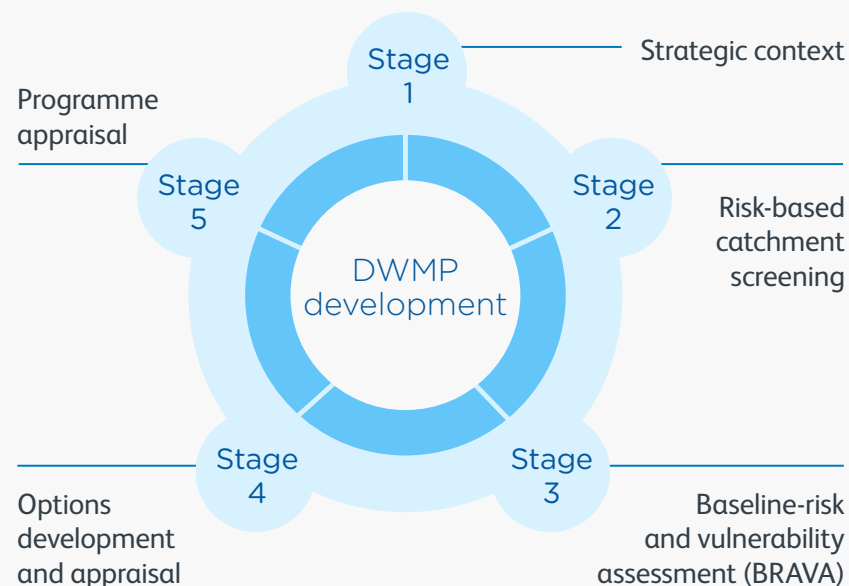 Stage
1
Strategic context
Stage
2
Risk-based
catchment
screening
Stage
3
Baseline-risk
and vulnerability
assessment (BRAVA)
Stage
4
Options
development
and appraisal
Stage
5
Programme
appraisal
DWMP
development